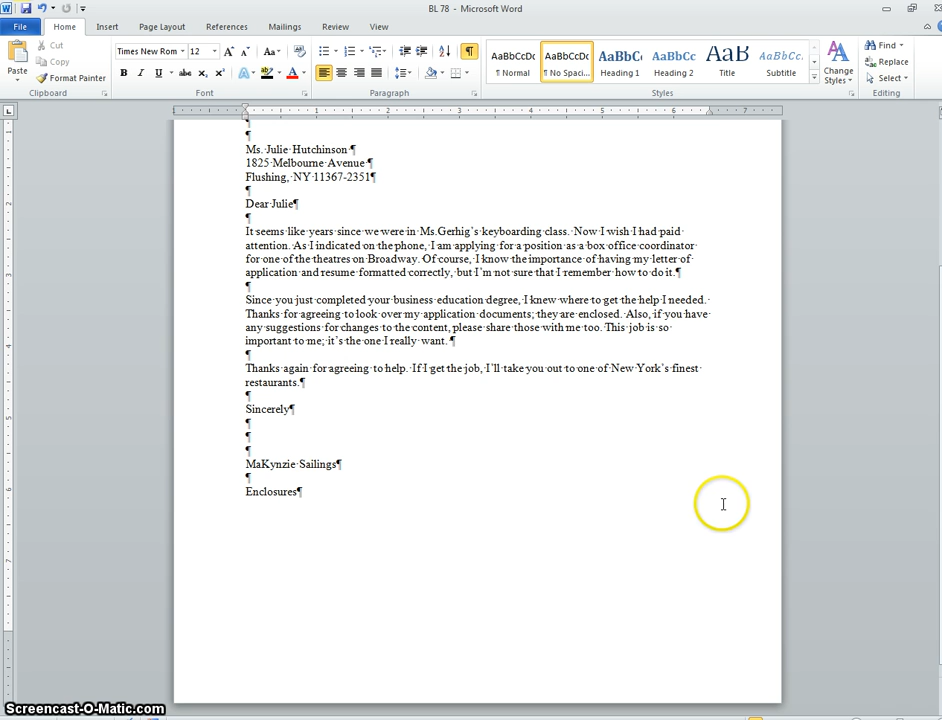 BL 78 - Microsoft Word
File Home Insert Page Layout References Mailings Review View
Cut
Copy
Format Painter
Paste
Clipboard
Times New Rom 12
Font
Paragraph
AaBbCcDc AaBbCcDc AaBbC AaBbCc AaB AaBbCc.
¶ Normal ¶ No Spaci... Heading 1 Heading 2 Title Subtitle
Styles
Change
Styles
Find
Replace
Select
Editing
1 2 3 4 5 6 7
¶
¶
Ms. Julie Hutchinson ¶
1825 Melbourne Avenue ¶
Flushing, NY 11367-2351¶
¶
Dear Julie¶
¶
It seems like years since we were in Ms.Gerhig's keyboarding class. Now I wish I had paid
attention. As I indicated on the phone, I am applying for a position as a box office coordinator
for one of the theatres on Broadway. Of course, I know the importance of having my letter of
application and resume formatted correctly, but I'm not sure that I remember how to do it.¶
¶
Since you just completed your business education degree, I knew where to get the help I needed.
Thanks for agreeing to look over my application documents; they are enclosed. Also, if you have
any suggestions for changes to the content, please share those with me too. This job is so
important to me; it's the one I really want. ¶
¶
Thanks again for agreeing to help. If I get the job, I'll take you out to one of New York's finest
restaurants.¶
¶
Sincerely¶
¶
¶
¶
MaKynzie Sailings¶
¶
Enclosures¶
Screencast-O-Matic.com